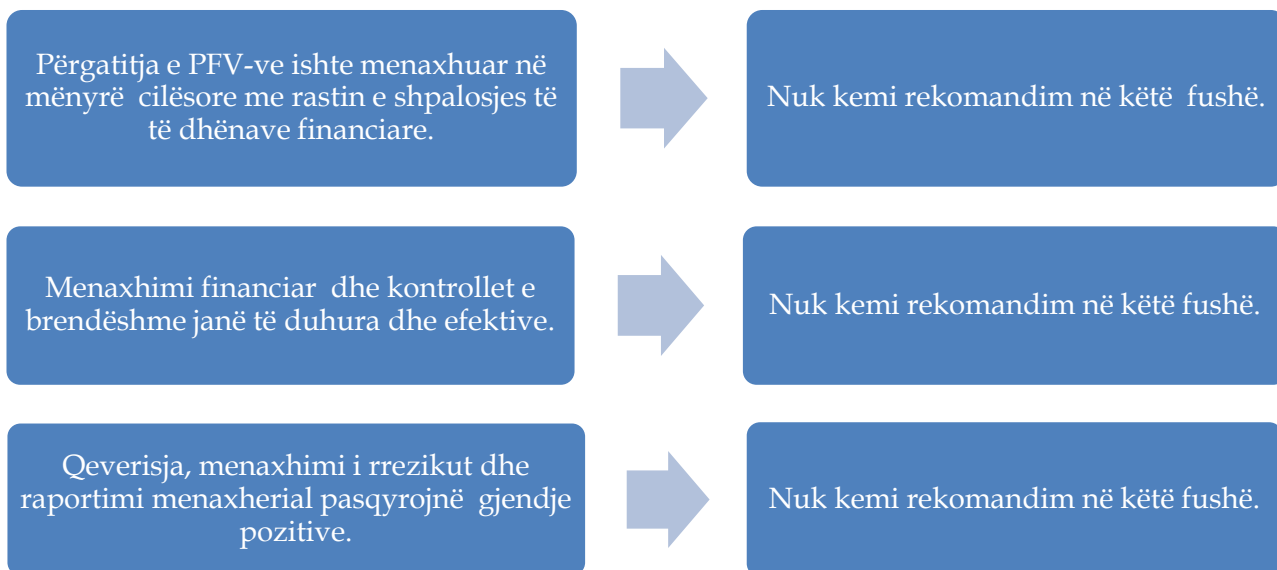 Përgatitja e PFV-ve ishte menaxhuar në
mënyrë cilësore me rastin e shpalosjes të
të dhënave financiare.
Nuk kemi rekomandim në këtë fushë.
Menaxhimi financiar dhe kontrollet e
brendëshme janë të duhura dhe efektive.
Nuk kemi rekomandim në këtë fushë.
Qeverisja, menaxhimi i rrezikut dhe
raportimi menaxherial pasqyrojnë gjendje
pozitive.
Nuk kemi rekomandim në këtë fushë.